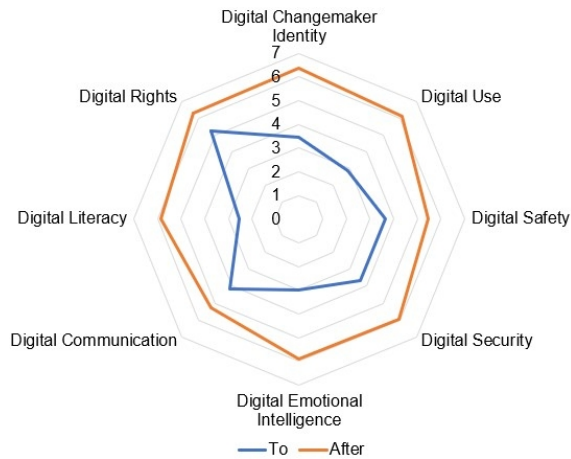 Digital Changemaker
Identity
7
6
5
4
3
2
1
0
Digital Rights
Digital Use
Digital Literacy
Digital Safety
Digital Communication
Digital Security
Digital Emotional
Intelligence
To After